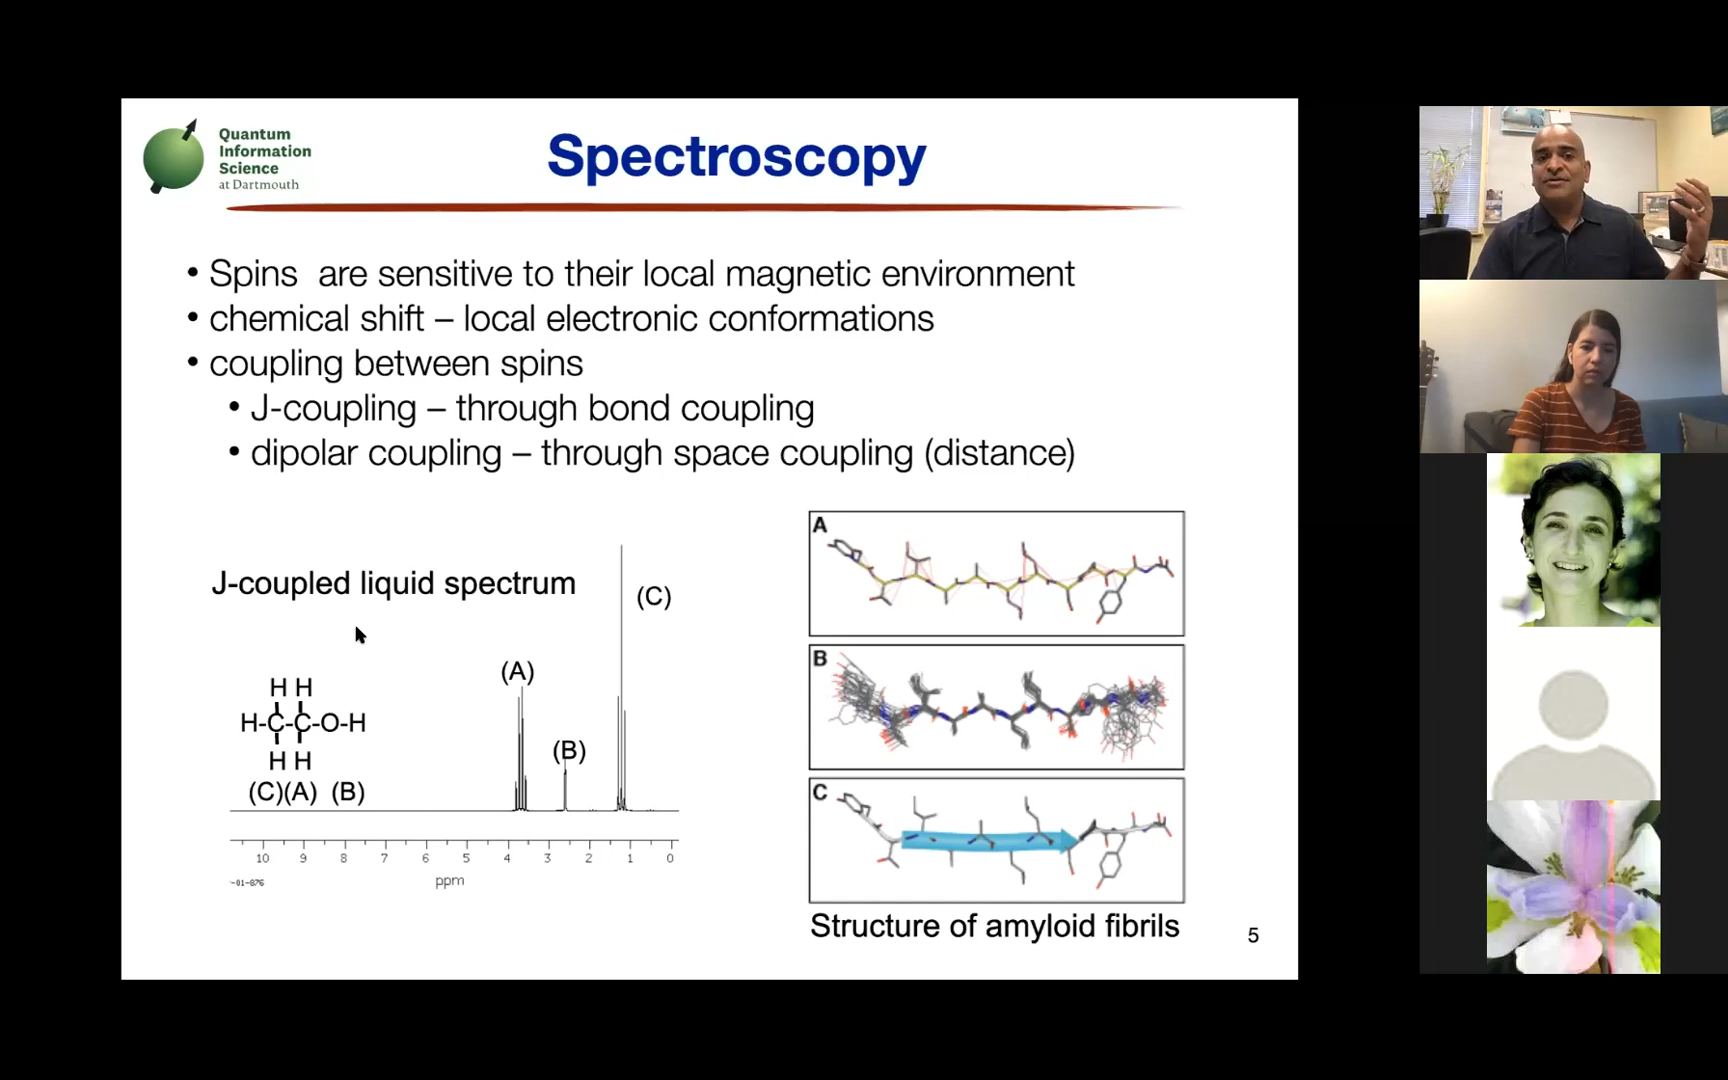 Quantum
Information
Science
at Dartmouth
Spectroscopy
• Spins are sensitive to their local magnetic environment
• chemical shift – local electronic conformations
• coupling between spins
• J-coupling – through bond coupling
• dipolar coupling – through space coupling (distance)
J-coupled liquid spectrum
(C)
(A)
(B)
H H
H-C-C-O-H
H H
(C)(A) (B)
10 9 8 7 6 5 4 3 2 1 0
ppm
-01-876
A
B
C
Structure of amyloid fibrils
5